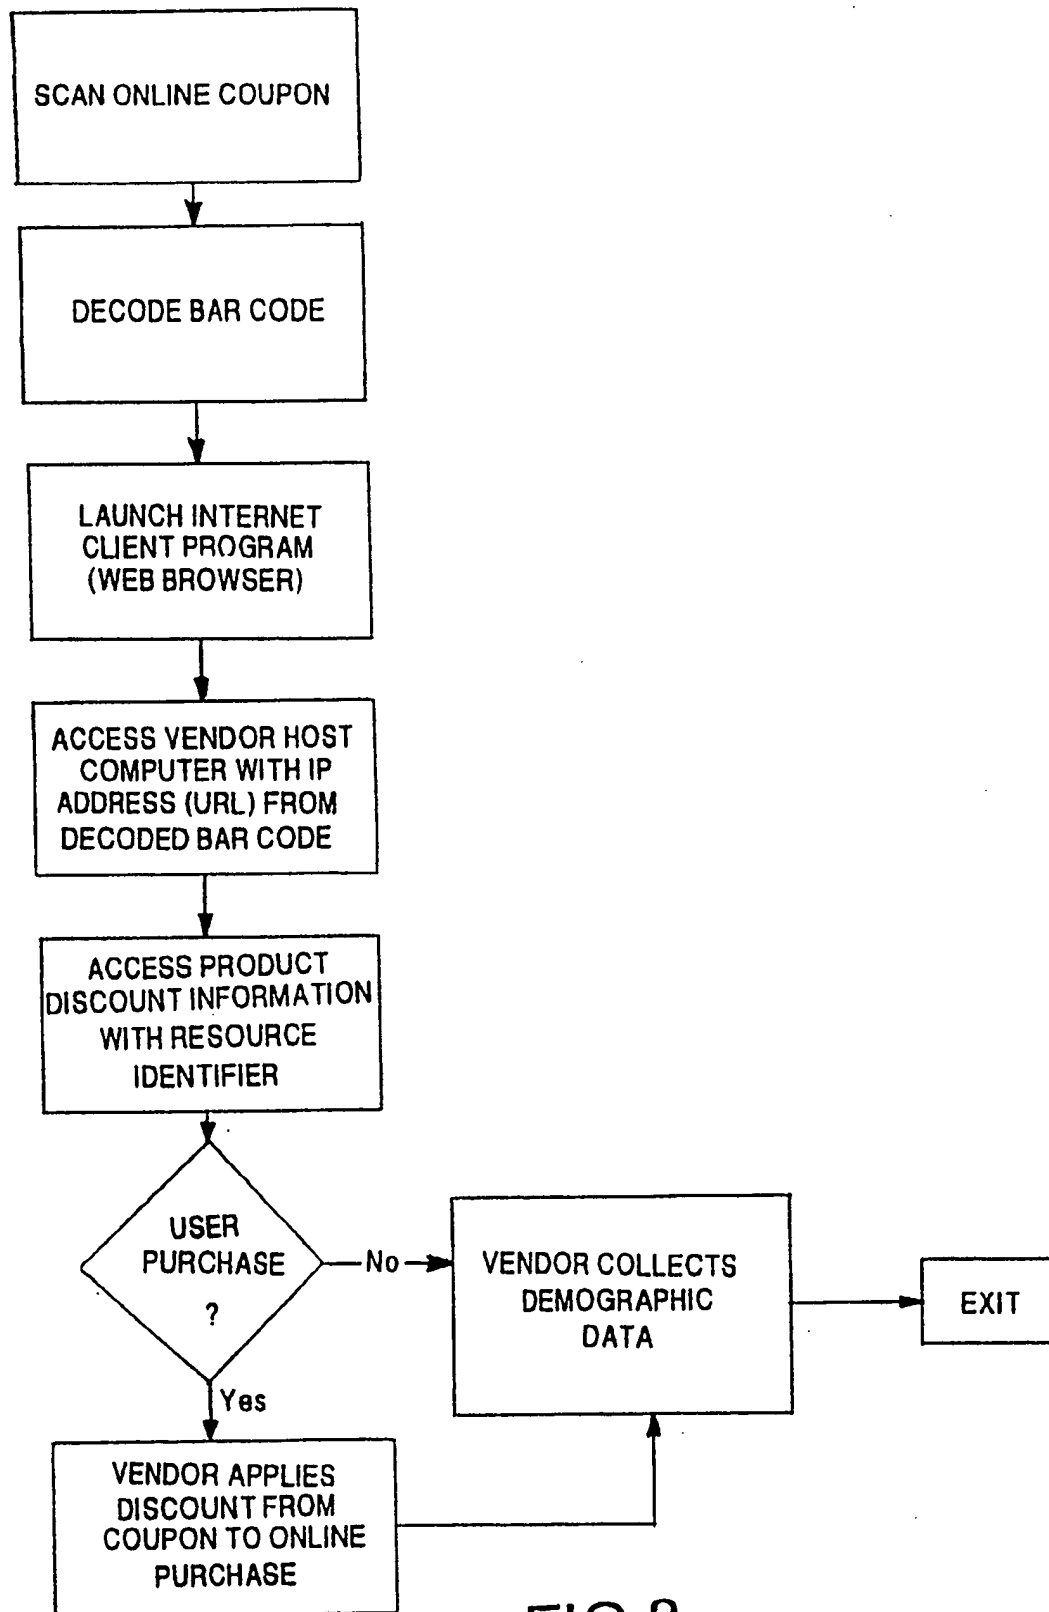 SCAN ONLINE COUPON
DECODE BAR CODE
LAUNCH INTERNET
CLIENT PROGRAM
(WEB BROWSER)
ACCESS VENDOR HOST
COMPUTER WITH IP
ADDRESS (URL) FROM
DECODED BAR CODE
ACCESS PRODUCT
DISCOUNT INFORMATION
WITH RESOURCE
IDENTIFIER
USER
PURCHASE
?
No
VENDOR COLLECTS
DEMOGRAPHIC
DATA
EXIT
Yes
VENDOR APPLIES
DISCOUNT FROM
COUPON TO ONLINE
PURCHASE